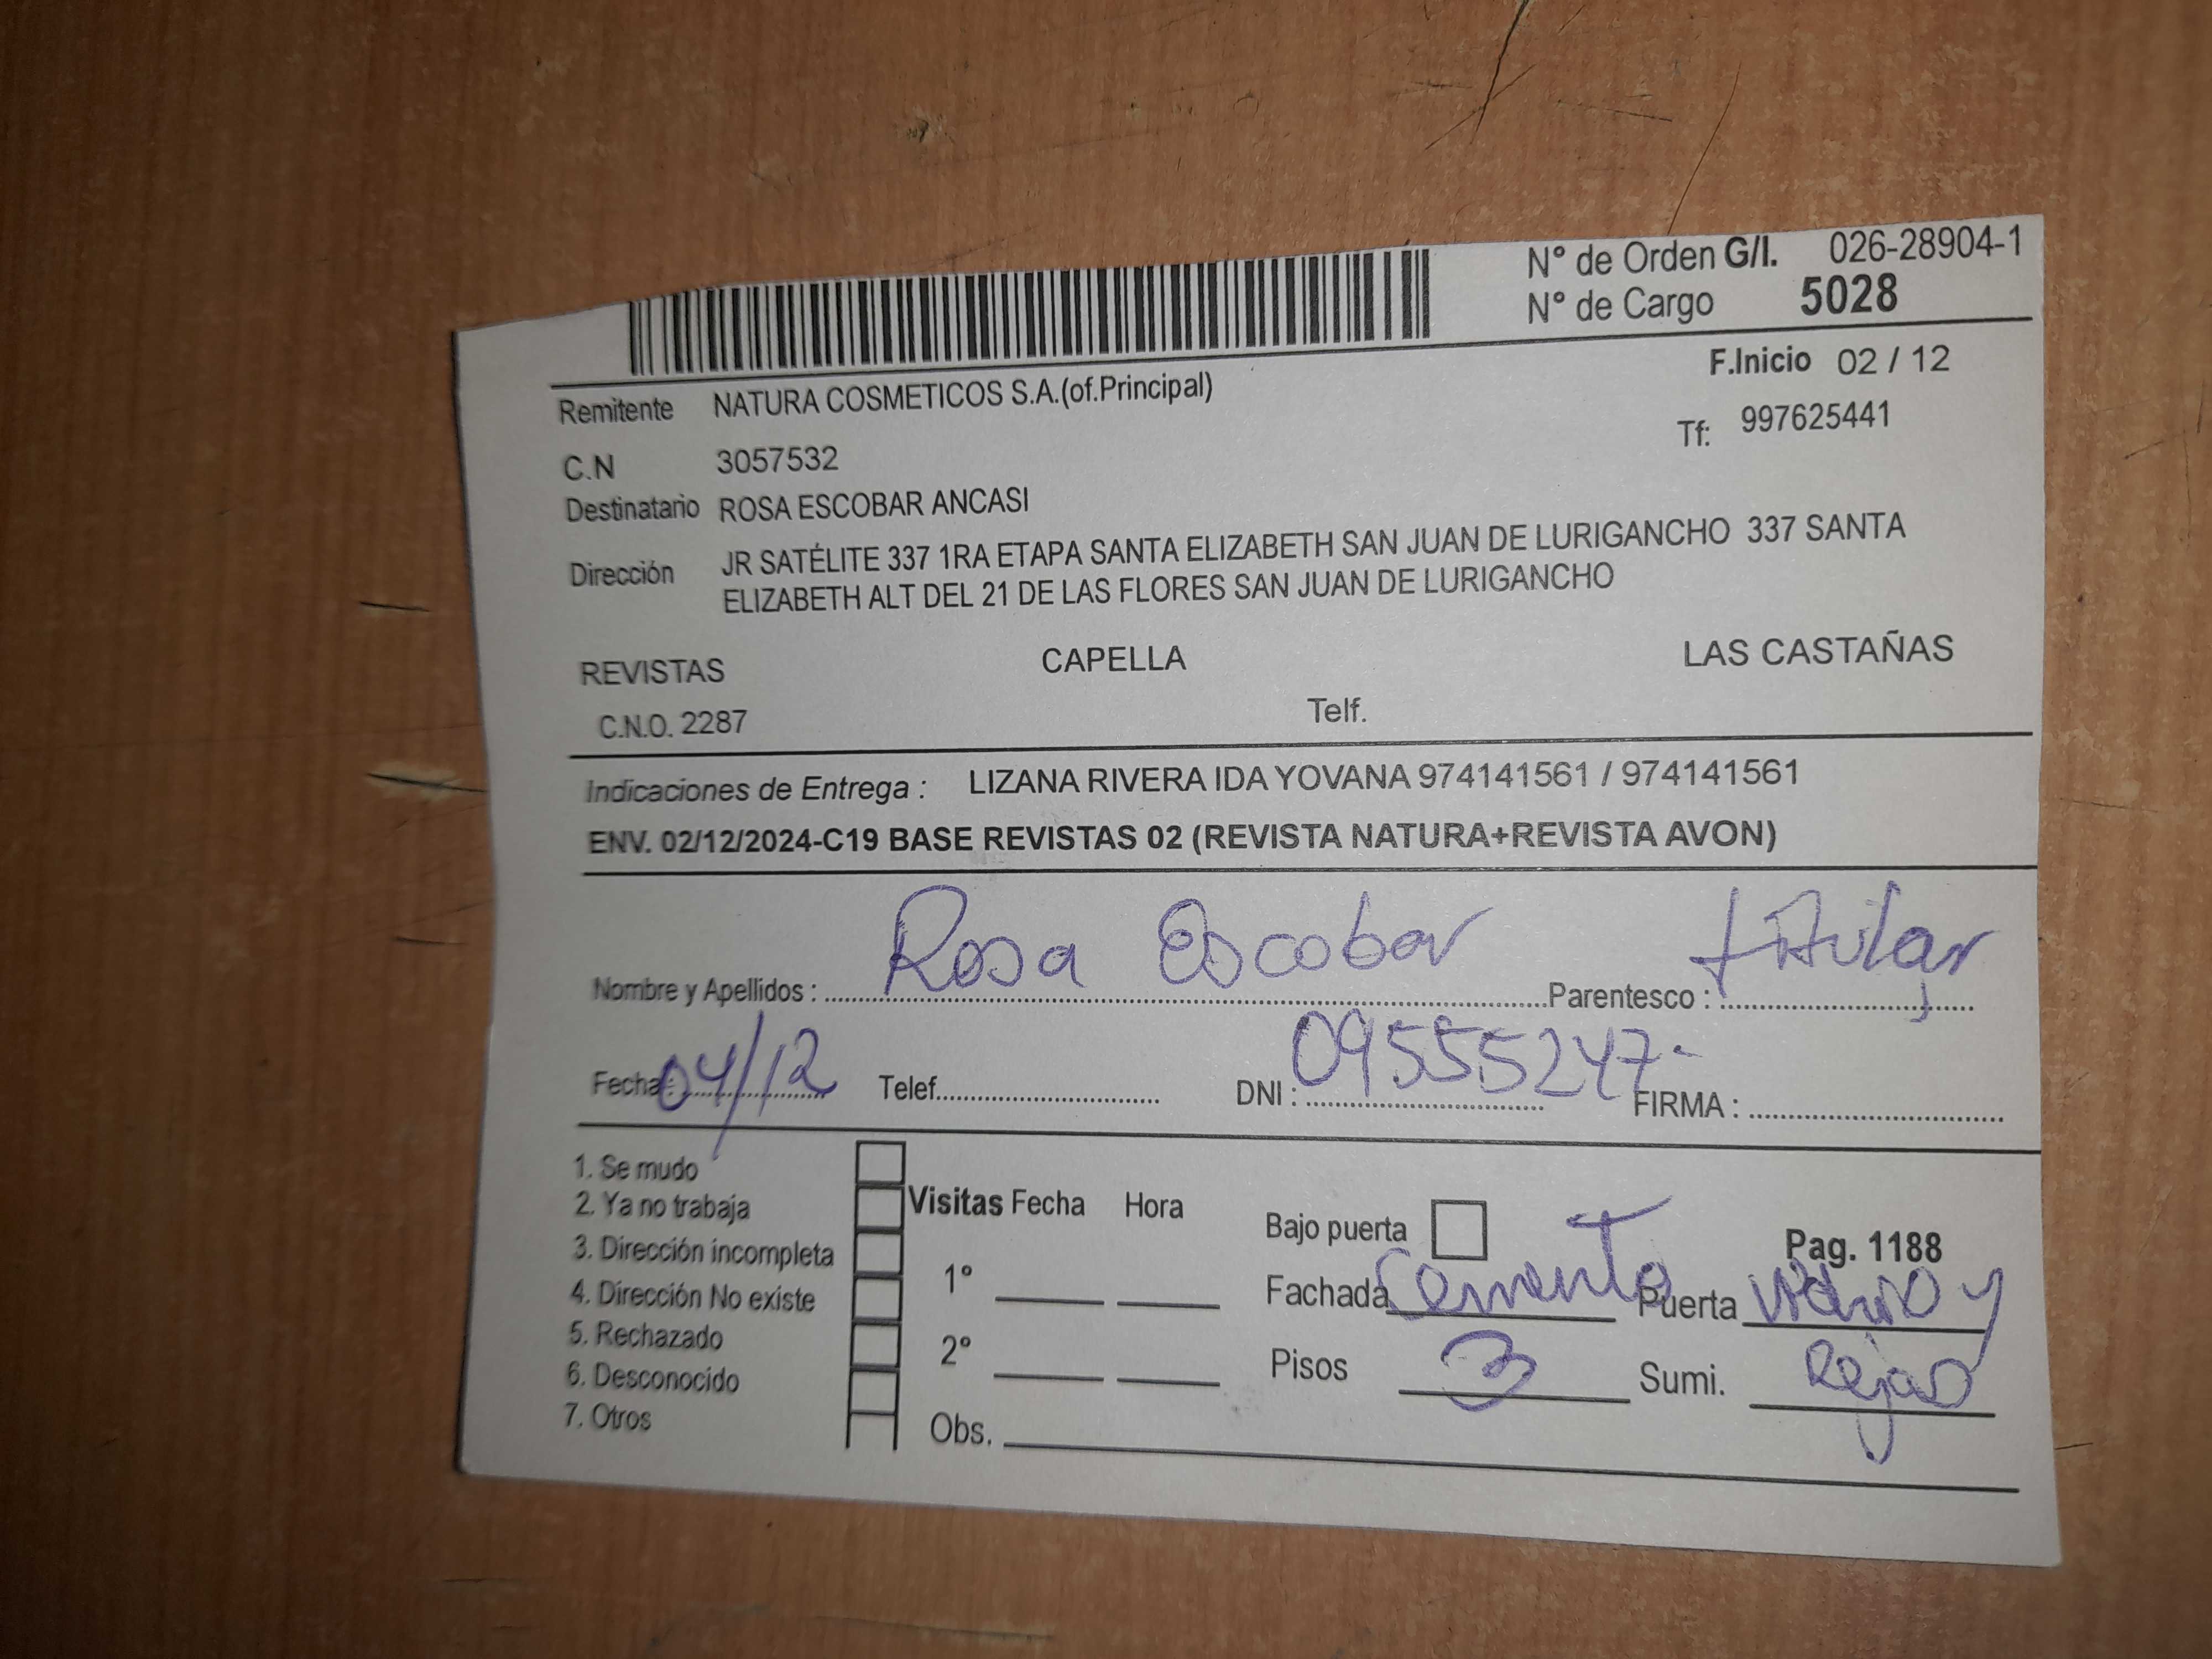 N° de Orden G/I. 026-28904-1
N° de Cargo 5028
F.Inicio 02 / 12
Remitente NATURA COSMETICOS S.A.(of.Principal)
Tf: 997625441
C.N 3057532
Destinatario ROSA ESCOBAR ANCASI
Dirección JR SATÉLITE 337 1RA ETAPA SANTA ELIZABETH SAN JUAN DE LURIGANCHO 337 SANTA
ELIZABETH ALT DEL 21 DE LAS FLORES SAN JUAN DE LURIGANCHO
REVISTAS CAPELLA LAS CASTAÑAS
C.N.O. 2287 Telf.
Indicaciones de Entrega : LIZANA RIVERA IDA YOVANA 974141561 / 974141561
ENV. 02/12/2024-C19 BASE REVISTAS 02 (REVISTA NATURA+REVISTA AVON)
Nombre y Apellidos : Rosa Escobar Parentesco : titular
Fecha : 04/12 Telef. DNI : 09555247- FIRMA :
1. Se mudo
2. Ya no trabaja
3. Dirección incompleta
4. Dirección No existe
5. Rechazado
6. Desconocido
7. Otros
Visitas Fecha Hora
1°
2°
Obs.
Bajo puerta Pag. 1188
Fachada Cemento Puerta vidrio y
Pisos 3 Sumi. Rejas